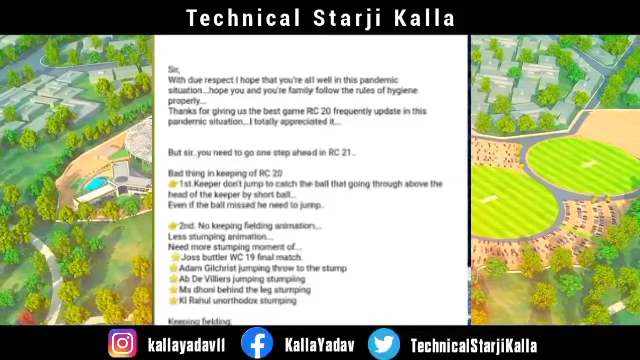 Technical Starji Kalla
Sir,
With due respect I hope that you're all well in this pandemic
situation...hope you and you're family follow the rules of hygiene
properly...
Thanks for giving us the best game RC 20 frequently update in this
pandemic situation...I totally appreciated it...
But sir..you need to go one step ahead in RC 21..
Bad thing in keeping of RC 20
👉1st.Keeper don't jump to catch the ball that going through above the
head of the keeper by short ball...
Even if the ball missed he need to jump..
👉2nd. No keeping fielding animation...
Less stumping animation...
Need more stumping moment of...
⭐Joss buttler WC 19 final match.
⭐Adam Gilchrist jumping throw to the stump
⭐Ab De Villiers jumping stumpiing
⭐Ms dhoni behind the leg stumping
⭐Kl Rahul unorthodox stumping
Keeping fielding:
kallayadav11 KallaYadav TechnicalStarjiKalla